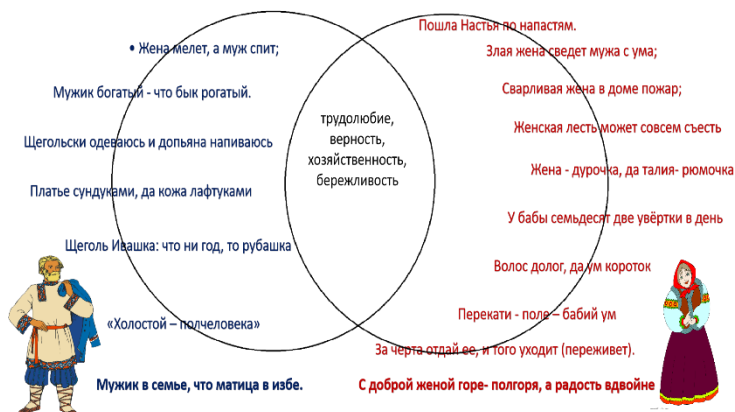 Пошла Настья по напастям.
• Жена мелет, а муж спит;
Злая жена сведет мужа с ума;
Мужик богатый - что бык рогатый.
Сварливая жена в доме пожар;
трудолюбие,
верность,
хозяйственность,
бережливость
Щегольски одеваюсь и допьяна напиваюсь
Женская лесть может совсем съесть
Жена - дурочка, да талия- рюмочка
Платье сундуками, да кожа лафтуками
У бабы семьдесят две увёртки в день
Щеголь Ивашка: что ни год, то рубашка
Волос долог, да ум короток
«Холостой – полчеловека»
Перекати - поле – бабий ум
За черта отдай ее, и того уходит (переживет).
Мужик в семье, что матица в избе.
С доброй женой горе- полгоря, а радость вдвойне